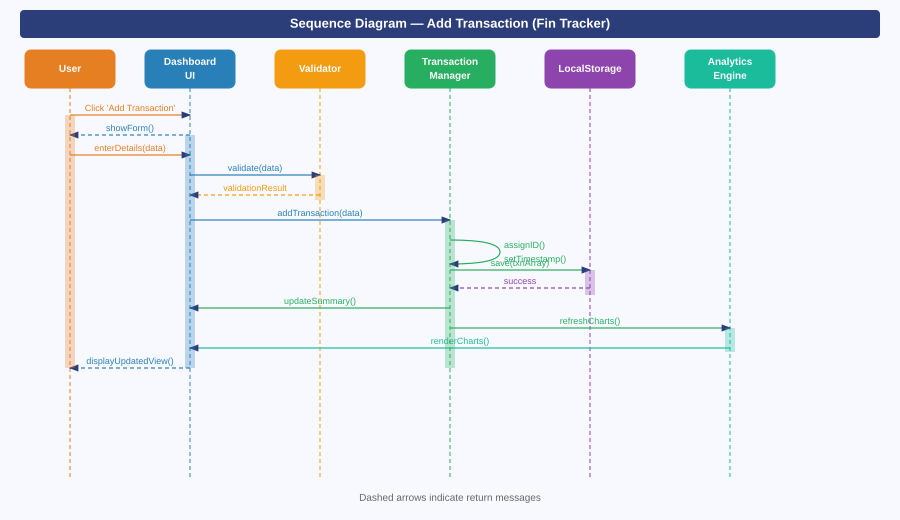 Sequence Diagram — Add Transaction (Fin Tracker)
User
Dashboard
UI
Validator
Transaction
Manager
LocalStorage
Analytics
Engine
Click 'Add Transaction'
showForm()
enterDetails(data)
validate(data)
validationResult
addTransaction(data)
assignID()
setTimestamp()
save(txnArray)
success
updateSummary()
refreshCharts()
renderCharts()
displayUpdatedView()
Dashed arrows indicate return messages